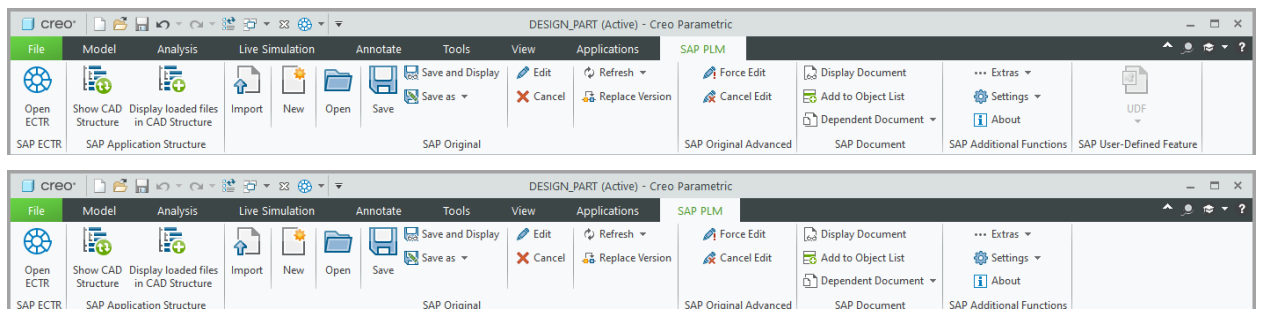 creo· DESIGN_PART (Active) - Creo Parametric
File Model Analysis Live Simulation Annotate Tools View Applications SAP PLM ?
Open ECTR Show CAD Structure Display loaded files in CAD Structure Import New Open Save Save and Display Save as Edit Cancel Refresh Replace Version Force Edit Cancel Edit Display Document Add to Object List Dependent Document Extras Settings About UDF
SAP ECTR SAP Application Structure SAP Original SAP Original Advanced SAP Document SAP Additional Functions SAP User-Defined Feature
creo· DESIGN_PART (Active) - Creo Parametric
File Model Analysis Live Simulation Annotate Tools View Applications SAP PLM ?
Open ECTR Show CAD Structure Display loaded files in CAD Structure Import New Open Save Save and Display Save as Edit Cancel Refresh Replace Version Force Edit Cancel Edit Display Document Add to Object List Dependent Document Extras Settings About
SAP ECTR SAP Application Structure SAP Original SAP Original Advanced SAP Document SAP Additional Functions